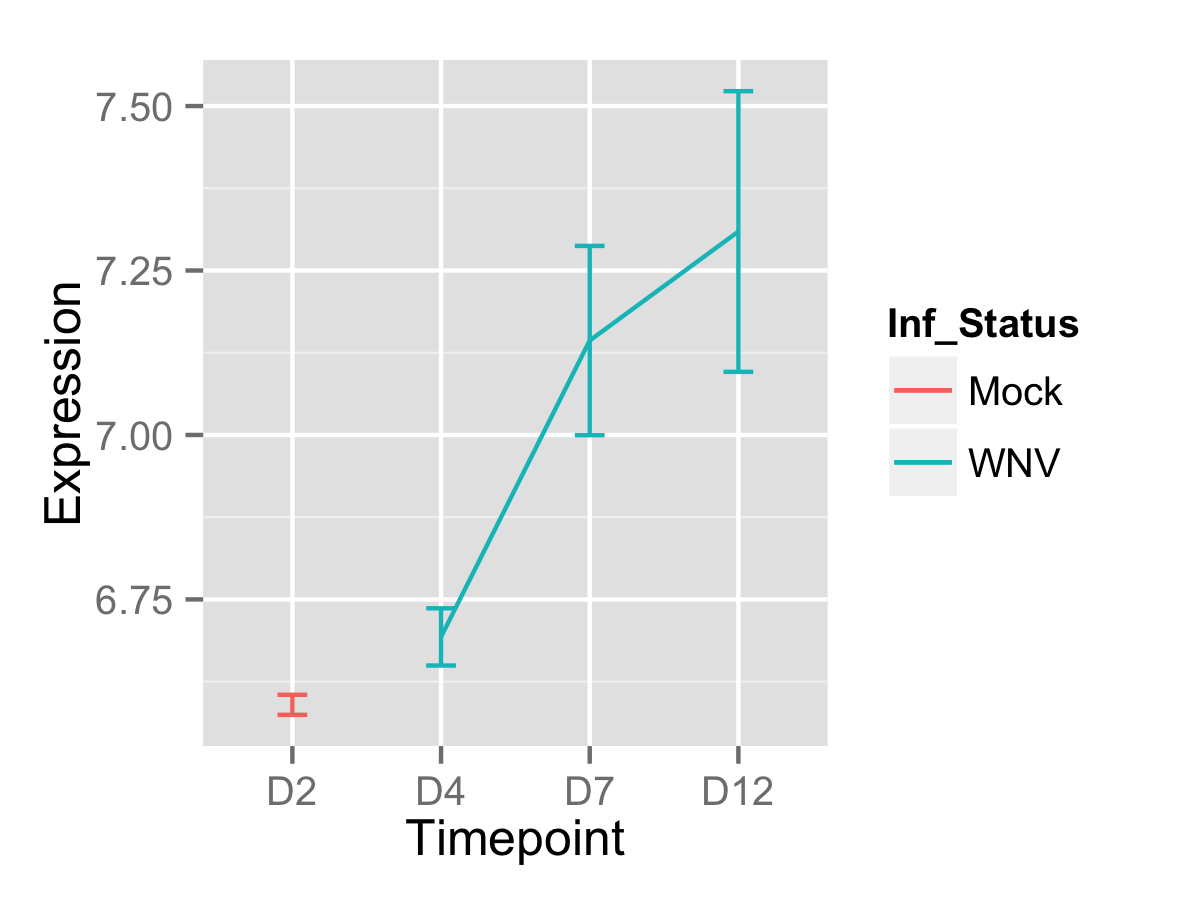 7.50
7.25
7.00
6.75
Expression
D2 D4 D7 D12
Timepoint
Inf_Status
Mock
WNV